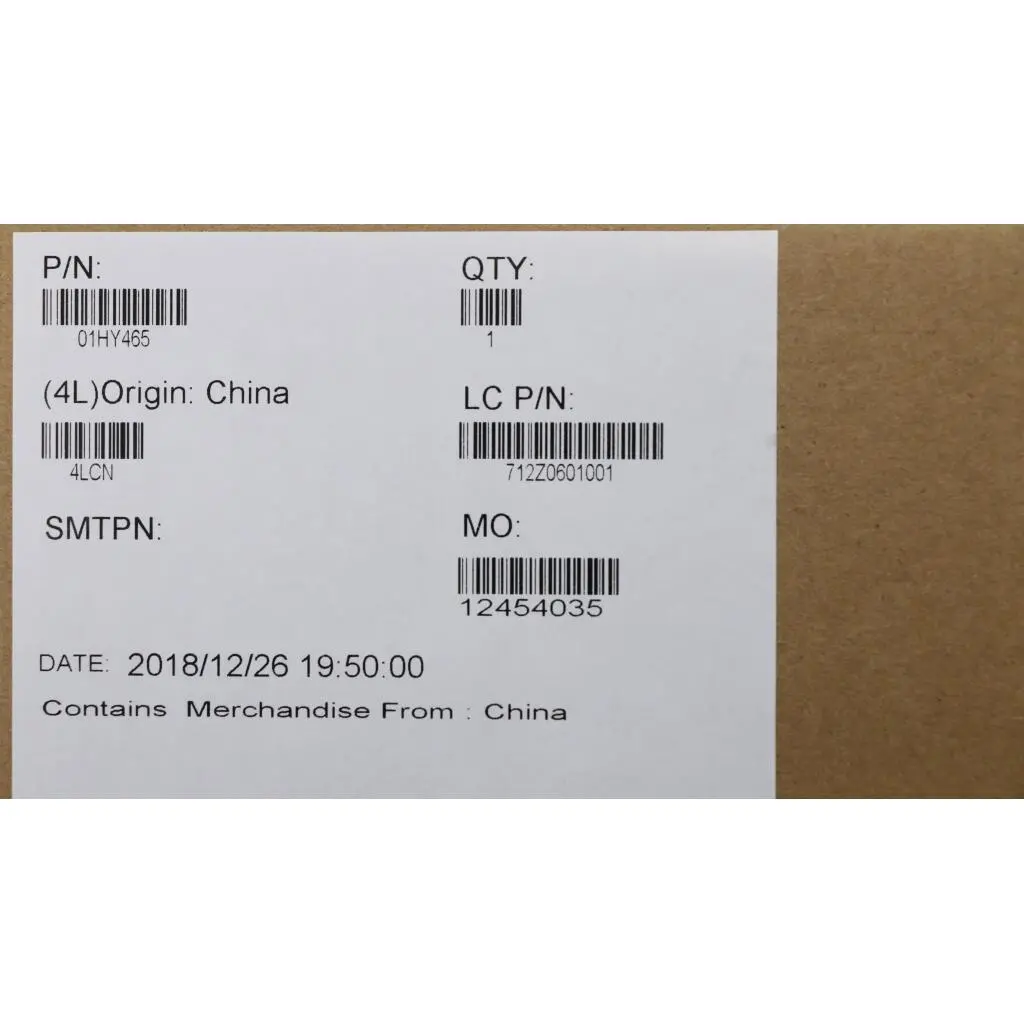 P/N:
QTY:
01HY465
1
(4L)Origin: China
LC P/N:
4LCN
712Z0601001
SMTPN:
MO:
12454035
DATE: 2018/12/26 19:50:00
Contains Merchandise From : China